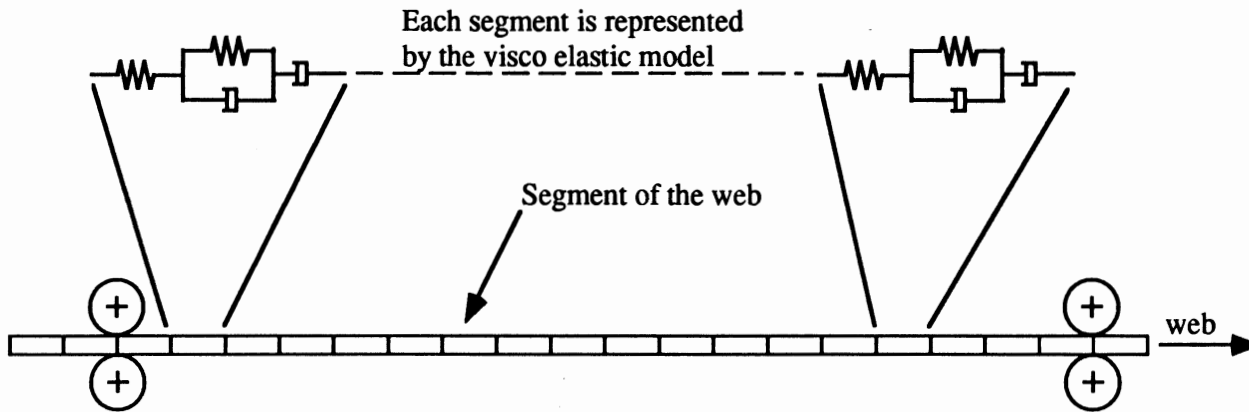 Each segment is represented
by the visco elastic model
Segment of the web
web